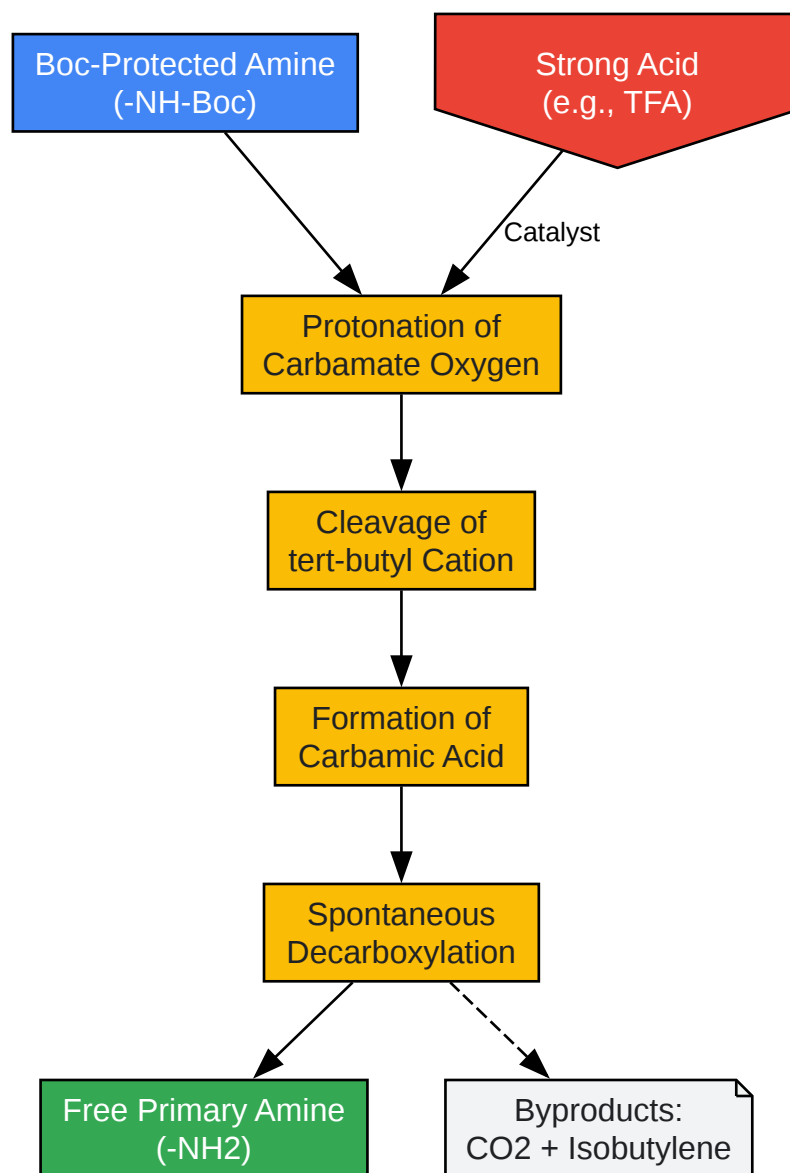 Boc-Protected Amine
(-NH-Boc)
Strong Acid
(e.g., TFA)
Catalyst
Protonation of
Carbamate Oxygen
Cleavage of
tert-butyl Cation
Formation of
Carbamic Acid
Spontaneous
Decarboxylation
Free Primary Amine
(-NH2)
Byproducts:
CO2 + Isobutylene